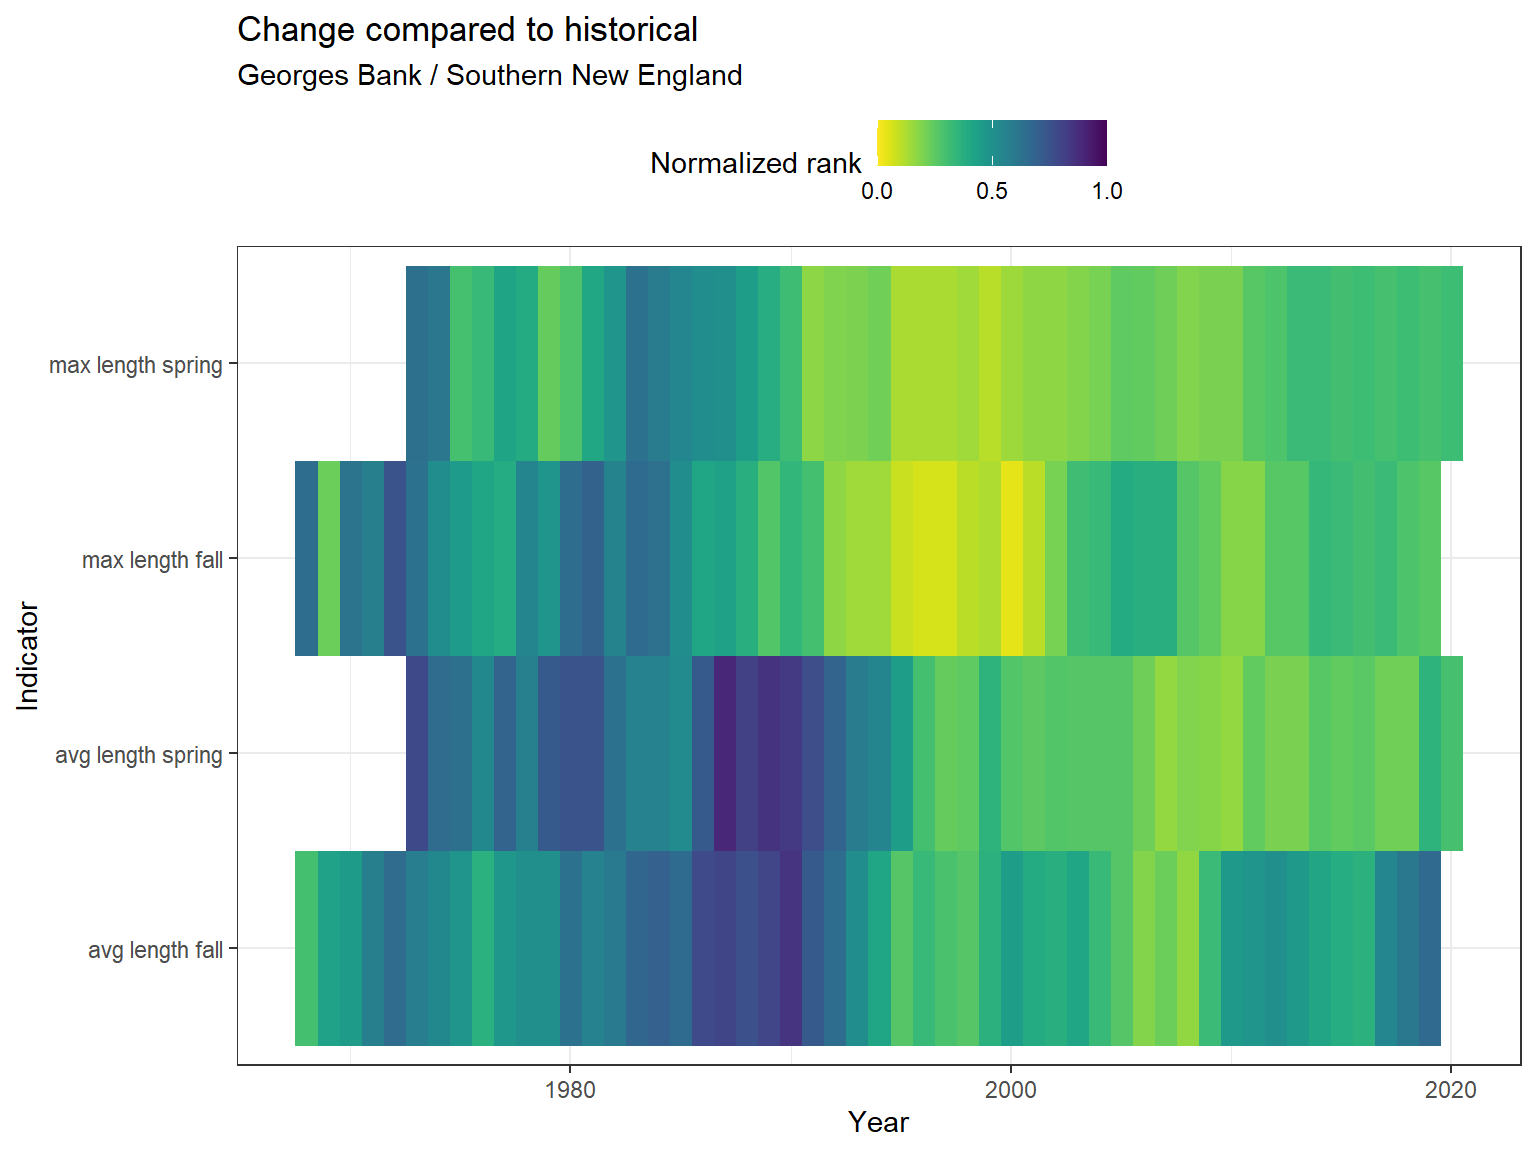 Change compared to historical
Georges Bank / Southern New England
Normalized rank
0.0 0.5 1.0
max length spring
max length fall
avg length spring
avg length fall
Indicator
1980 2000 2020
Year